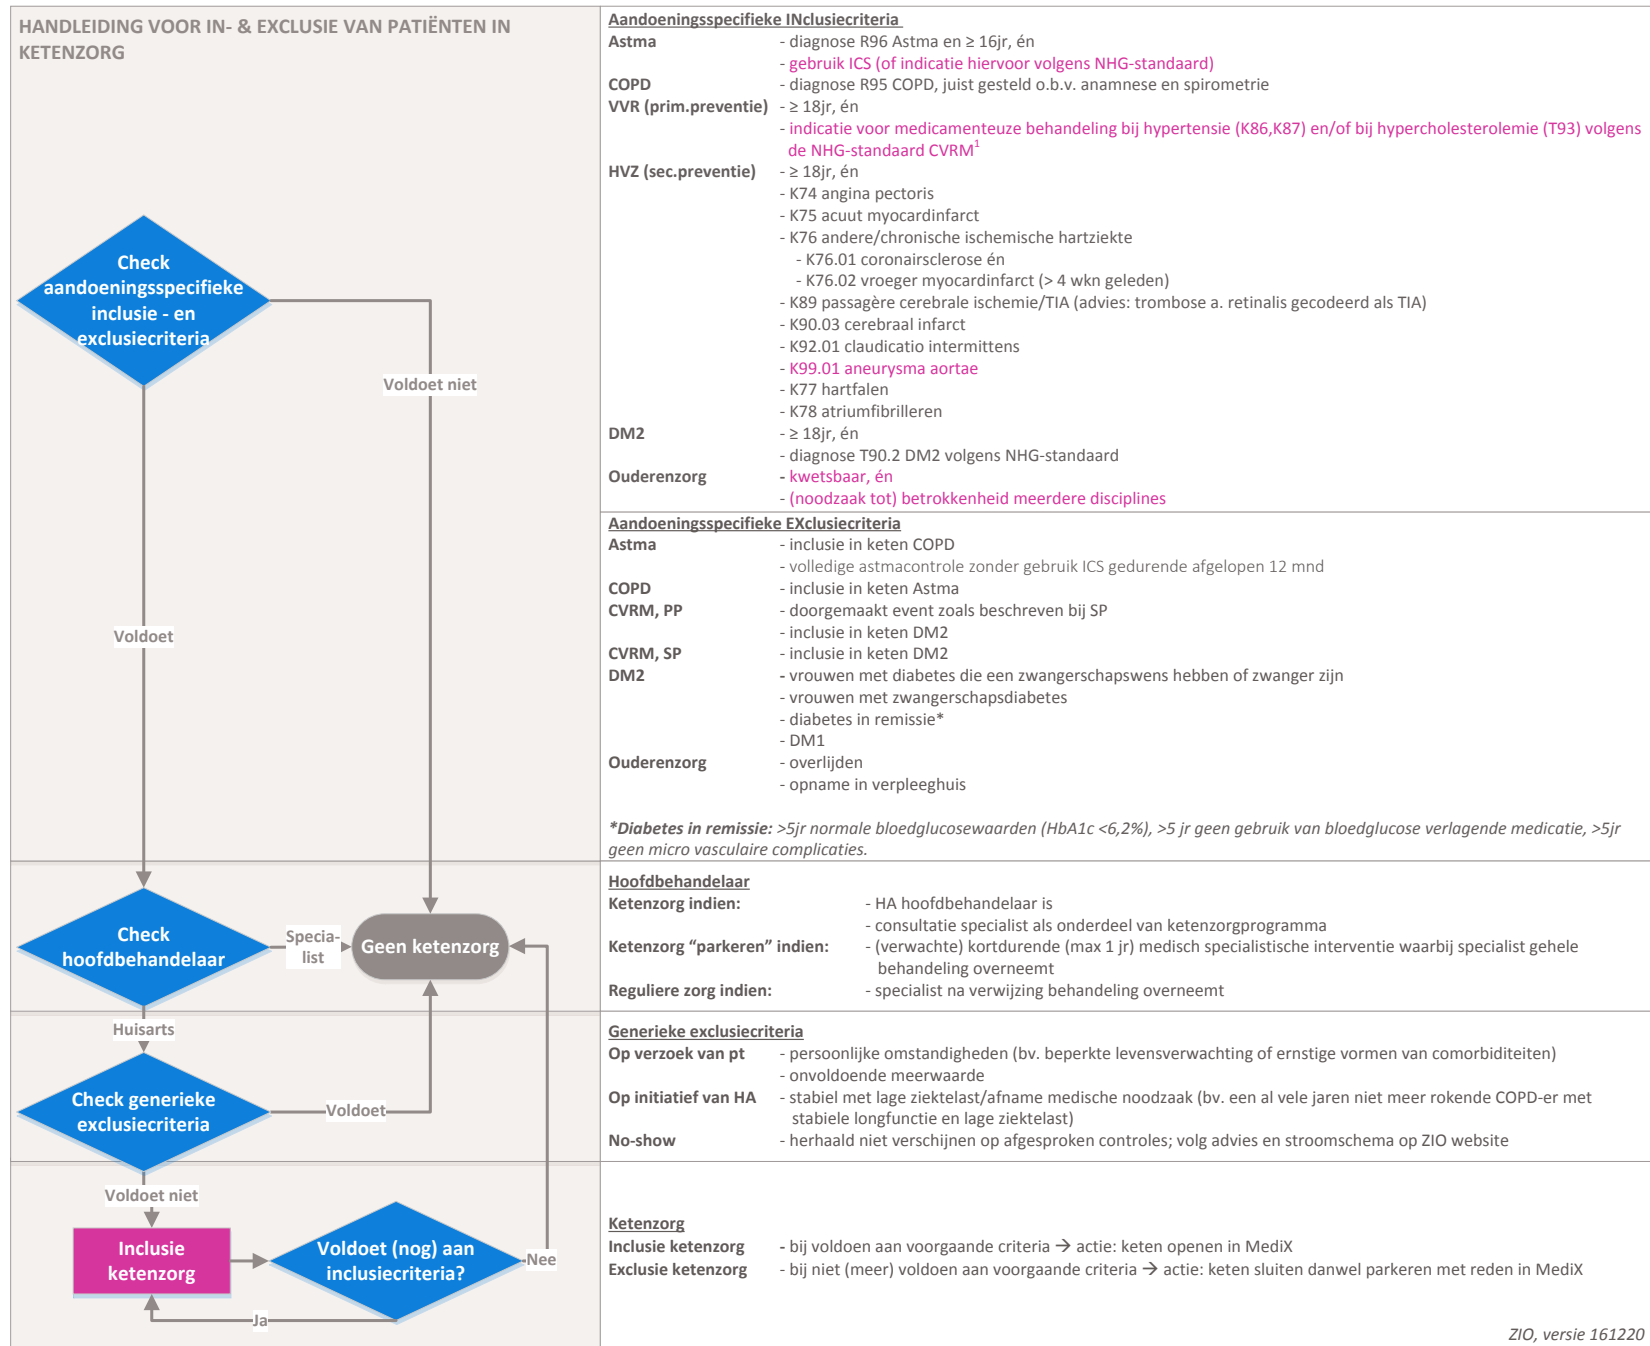 HANDLEIDING VOOR IN- & EXCLUSIE VAN PATIËNTEN IN
KETENZORG
Check
aandoeningsspecifieke
inclusie - en
exclusiecriteria
Voldoet niet
Voldoet
Check
hoofdbehandelaar
Specia-
list
Geen ketenzorg
Huisarts
Check generieke
exclusiecriteria
Voldoet
Voldoet niet
Inclusie
ketenzorg
Voldoet (nog) aan
inclusiecriteria?
Nee
Ja
Aandoeningsspecifieke INclusiecriteria
Astma - diagnose R96 Astma en ≥ 16jr, én
- gebruik ICS (of indicatie hiervoor volgens NHG-standaard)
COPD - diagnose R95 COPD, juist gesteld o.b.v. anamnese en spirometrie
VVR (prim.preventie) - ≥ 18jr, én
- indicatie voor medicamenteuze behandeling bij hypertensie (K86,K87) en/of bij hypercholesterolemie (T93) volgens
de NHG-standaard CVRM¹
HVZ (sec.preventie) - ≥ 18jr, én
- K74 angina pectoris
- K75 acuut myocardinfarct
- K76 andere/chronische ischemische hartziekte
- K76.01 coronairsclerose én
- K76.02 vroeger myocardinfarct (> 4 wkn geleden)
- K89 passagère cerebrale ischemie/TIA (advies: trombose a. retinalis gecodeerd als TIA)
- K90.03 cerebraal infarct
- K92.01 claudicatio intermittens
- K99.01 aneurysma aortae
- K77 hartfalen
- K78 atriumfibrilleren
DM2 - ≥ 18jr, én
- diagnose T90.2 DM2 volgens NHG-standaard
Ouderenzorg - kwetsbaar, én
- (noodzaak tot) betrokkenheid meerdere disciplines
Aandoeningsspecifieke EXclusiecriteria
Astma - inclusie in keten COPD
- volledige astmacontrole zonder gebruik ICS gedurende afgelopen 12 mnd
COPD - inclusie in keten Astma
CVRM, PP - doorgemaakt event zoals beschreven bij SP
- inclusie in keten DM2
CVRM, SP - inclusie in keten DM2
DM2 - vrouwen met diabetes die een zwangerschapswens hebben of zwanger zijn
- vrouwen met zwangerschapsdiabetes
- diabetes in remissie*
- DM1
Ouderenzorg - overlijden
- opname in verpleeghuis
*Diabetes in remissie: >5jr normale bloedglucosewaarden (HbA1c <6,2%), >5 jr geen gebruik van bloedglucose verlagende medicatie, >5jr
geen micro vasculaire complicaties.
Hoofdbehandelaar
Ketenzorg indien: - HA hoofdbehandelaar is
- consultatie specialist als onderdeel van ketenzorgprogramma
Ketenzorg “parkeren” indien: - (verwachte) kortdurende (max 1 jr) medisch specialistische interventie waarbij specialist gehele
behandeling overneemt
Reguliere zorg indien: - specialist na verwijzing behandeling overneemt
Generieke exclusiecriteria
Op verzoek van pt - persoonlijke omstandigheden (bv. beperkte levensverwachting of ernstige vormen van comorbiditeiten)
- onvoldoende meerwaarde
Op initiatief van HA - stabiel met lage ziektelast/afname medische noodzaak (bv. een al vele jaren niet meer rokende COPD-er met
stabiele longfunctie en lage ziektelast)
No-show - herhaald niet verschijnen op afgesproken controles; volg advies en stroomschema op ZIO website
Ketenzorg
Inclusie ketenzorg - bij voldoen aan voorgaande criteria → actie: keten openen in MediX
Exclusie ketenzorg - bij niet (meer) voldoen aan voorgaande criteria → actie: keten sluiten danwel parkeren met reden in MediX
ZIO, versie 161220